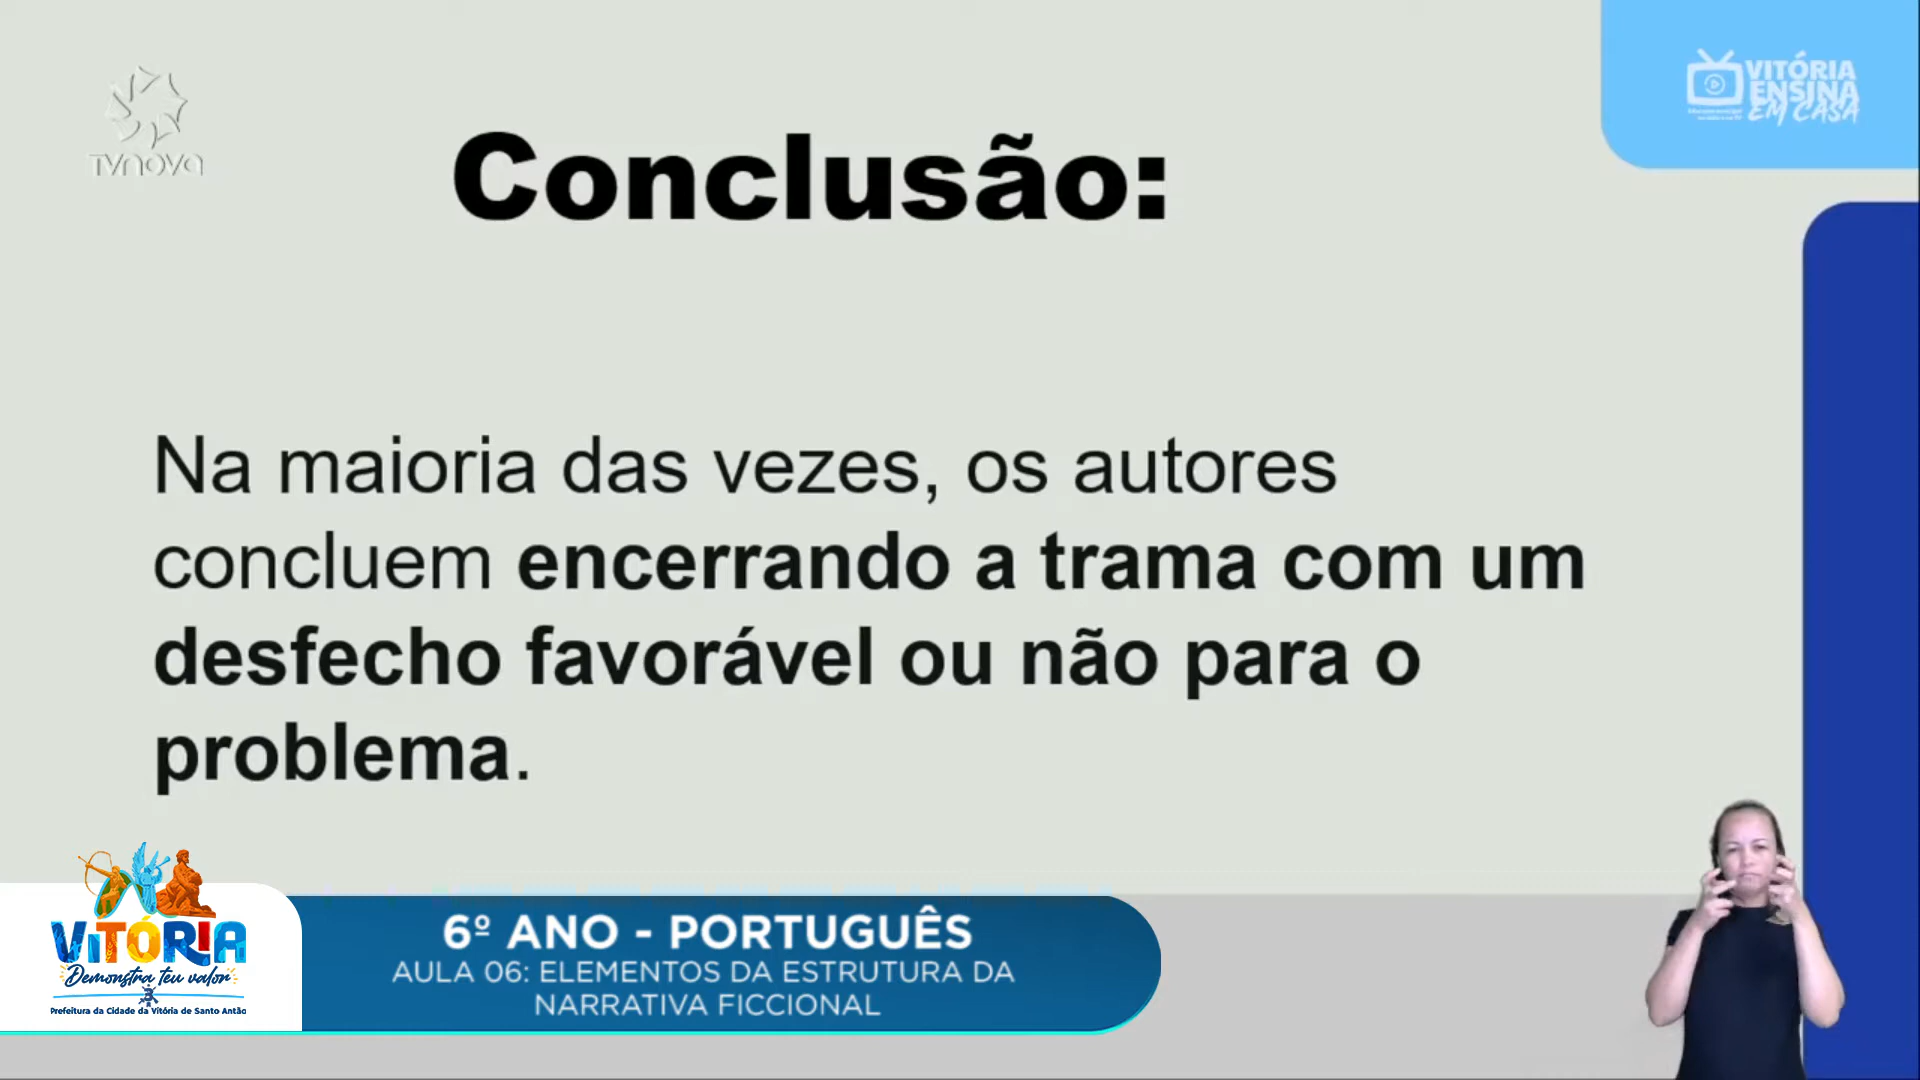 TVNOVA
VITÓRIA
ENSINA
EM CASA
Conclusão:
Na maioria das vezes, os autores
concluem encerrando a trama com um
desfecho favorável ou não para o
problema.
VITÓRIA
Demonstra teu valor
Prefeitura da Cidade da Vitória de Santo Antão
6º ANO - PORTUGUÊS
AULA 06: ELEMENTOS DA ESTRUTURA DA
NARRATIVA FICCIONAL